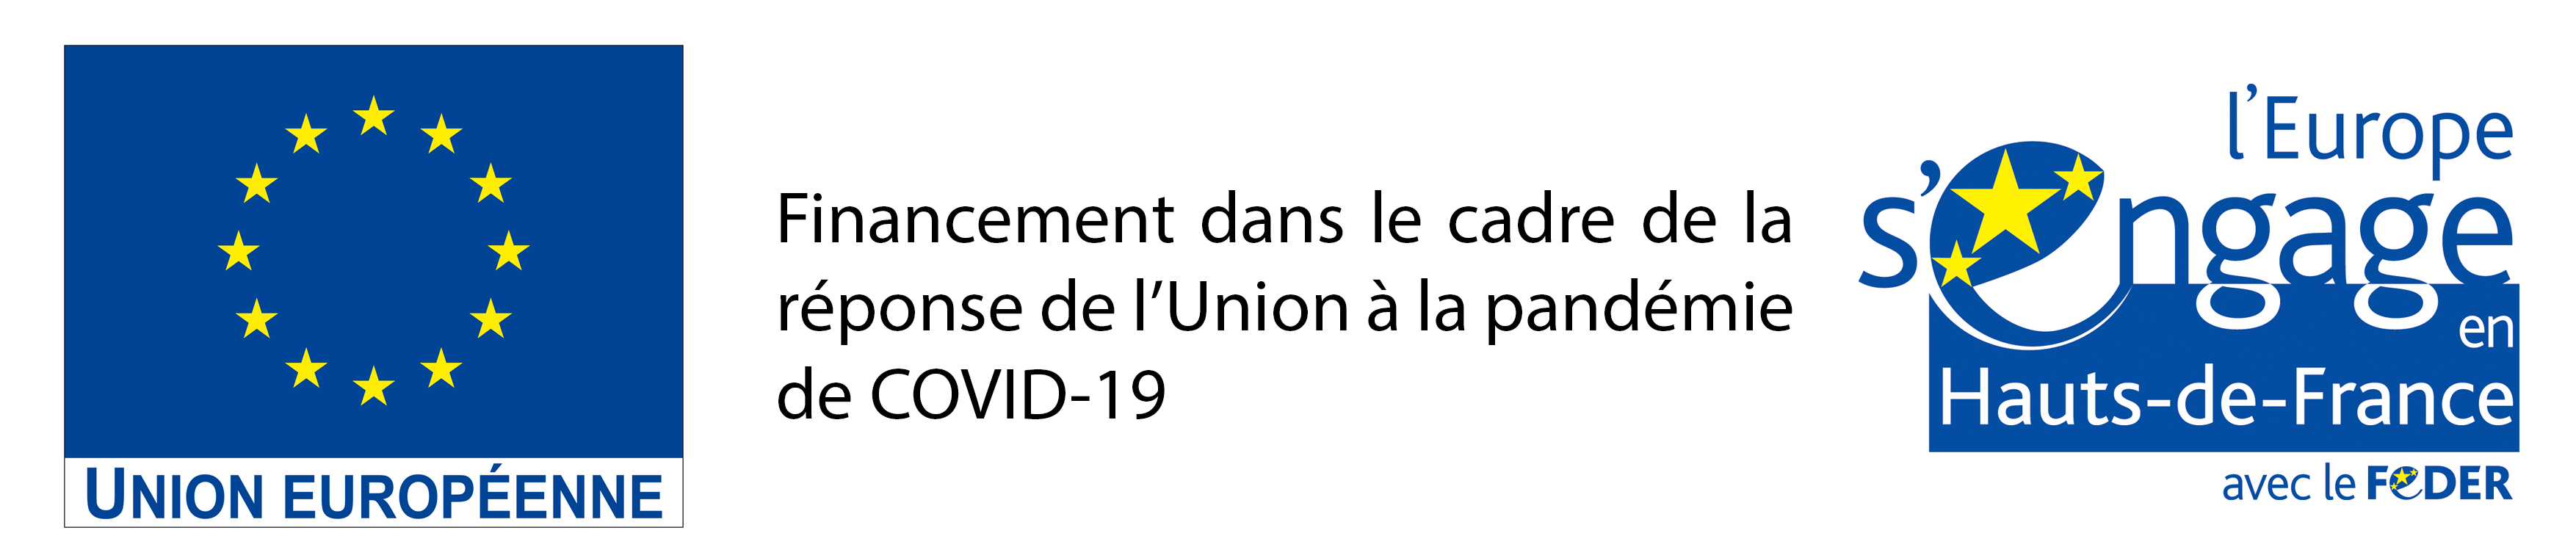 UNION EUROPÉENNE
Financement dans le cadre de la
réponse de l’Union à la pandémie
de COVID-19
l’Europe
s’engage
en
Hauts-de-France
avec le FEDER